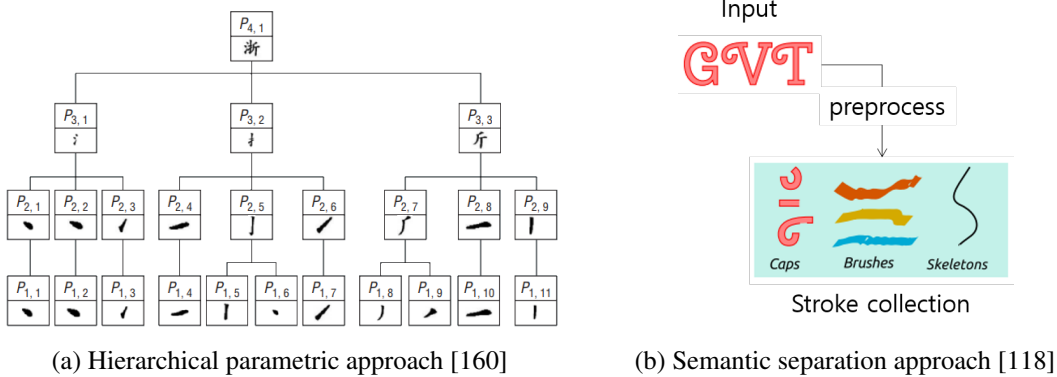 P4, 1
浙
P3, 1 P3, 2 P3, 3
氵 扌 斤
P2, 1 P2, 2 P2, 3 P2, 4 P2, 5 P2, 6 P2, 7 P2, 8 P2, 9
P1, 1 P1, 2 P1, 3 P1, 4 P1, 5 P1, 6 P1, 7 P1, 8 P1, 9 P1, 10 P1, 11
(a) Hierarchical parametric approach [160]
Input
GVT
preprocess
Caps Brushes Skeletons
Stroke collection
(b) Semantic separation approach [118]